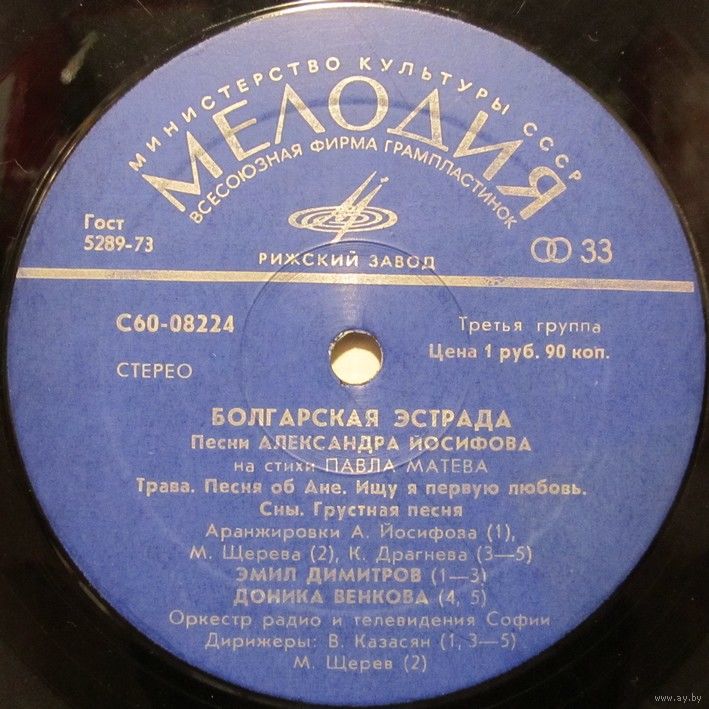 МИНИСТЕРСТВО КУЛЬТУРЫ СССР
МЕЛОДИЯ
ВСЕСОЮЗНАЯ ФИРМА ГРАМПЛАСТИНОК
Гост
5289-73
33
РИЖСКИЙ ЗАВОД
С60-08224
Третья группа
Цена 1 руб. 90 коп.
СТЕРЕО
БОЛГАРСКАЯ ЭСТРАДА
Песни АЛЕКСАНДРА ЙОСИФОВА
на стихи ПАВЛА МАТЕВА
Трава. Песня об Ане. Ищу я первую любовь.
Сны. Грустная песня
Аранжировки А. Йосифова (1),
М. Щерева (2), К. Драгнева (3—5)
ЭМИЛ ДИМИТРОВ (1—3)
ДОНИКА ВЕНКОВА (4, 5)
Оркестр радио и телевидения Софии
Дирижеры: В. Казасян (1, 3—5)
М. Щерев (2)
www.ay.by